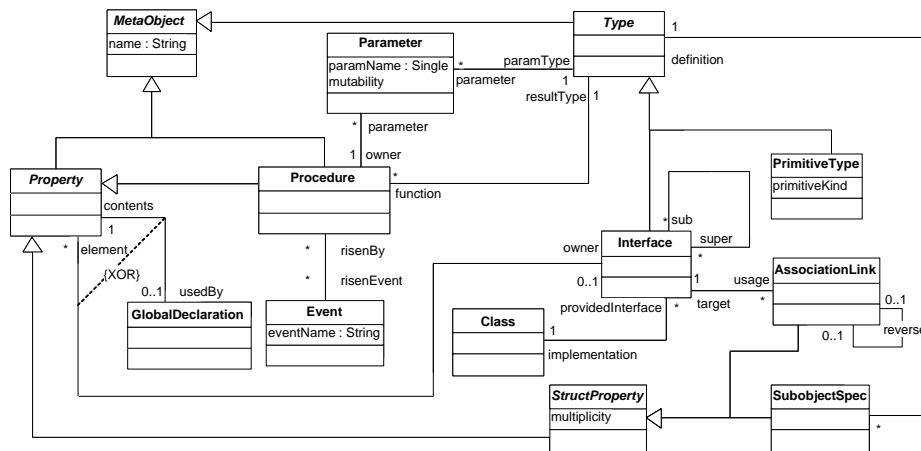 MetaObject
name : String
Parameter
paramName : Single
mutability
Type
1
definition
paramType
*
parameter
1
resultType
1
*
parameter
1
owner
Property
contents
1
*
element
{XOR}
0..1
usedBy
GlobalDeclaration
Procedure
*
function
*
risenBy
*
risenEvent
Event
eventName : String
PrimitiveType
primitiveKind
*
sub
super
*
owner
0..1
Interface
1
target
usage
*
AssociationLink
0..1
0..1
reverse
providedInterface
*
Class
1
implementation
StructProperty
multiplicity
SubobjectSpec
*